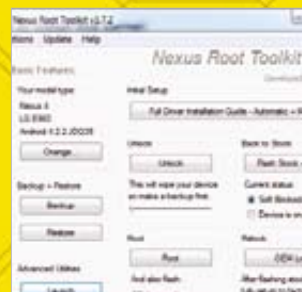 Nexus Root Toolkit v1.7.2
tions Update Help
Nexus Root Toolkit
Basic Features
Your model type:
Nexus 4
LG E960
Android 4.2.2 JDQ39
Change
Initial Setup
Full Driver Installation Guide - Automatic + M
Unlock
Unlock
This will wipe your device
so make a backup first.
Back to Stock
Flash Stock +
Current status:
Soft Bricked
Device is on
Backup + Restore
Backup
Restore
Root
Root
And also flash
Relock
OEM Lo
After flashing stock
Advanced Utilities
Launch